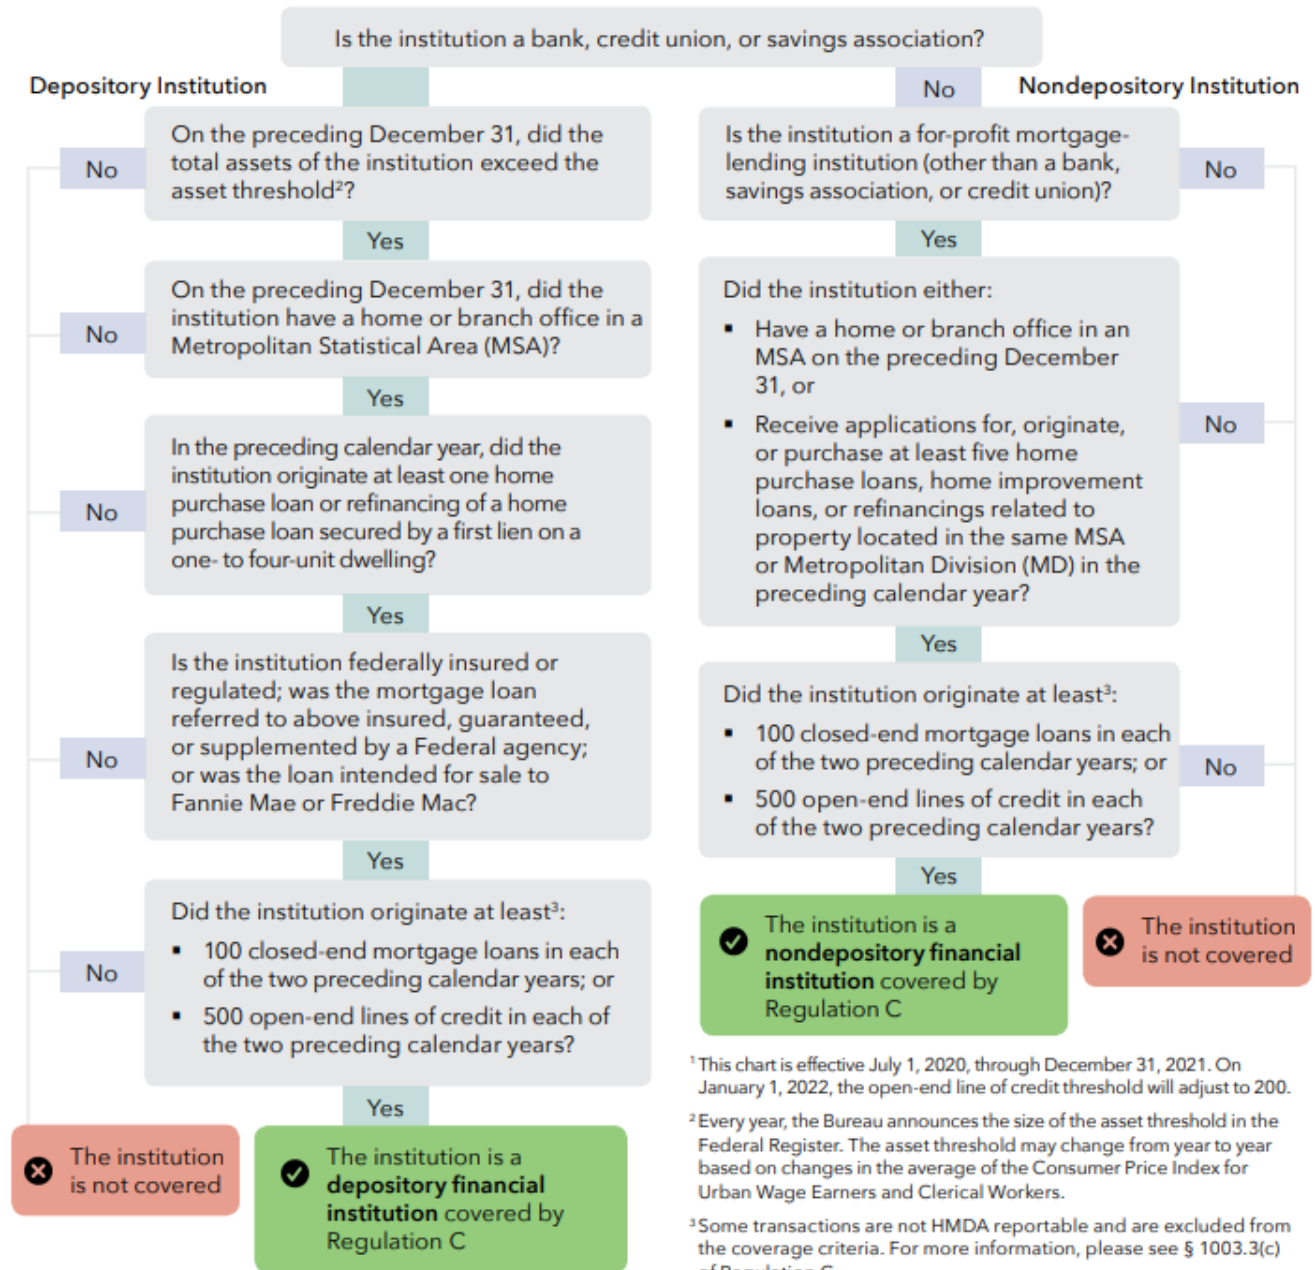 Is the institution a bank, credit union, or savings association?
Depository Institution
No
Nondepository Institution
On the preceding December 31, did the
total assets of the institution exceed the
asset threshold²?
No
Yes
On the preceding December 31, did the
institution have a home or branch office in a
Metropolitan Statistical Area (MSA)?
No
Yes
In the preceding calendar year, did the
institution originate at least one home
purchase loan or refinancing of a home
purchase loan secured by a first lien on a
one- to four-unit dwelling?
No
Yes
Is the institution federally insured or
regulated; was the mortgage loan
referred to above insured, guaranteed,
or supplemented by a Federal agency;
or was the loan intended for sale to
Fannie Mae or Freddie Mac?
No
Yes
Did the institution originate at least³:
▪ 100 closed-end mortgage loans in each
of the two preceding calendar years; or
▪ 500 open-end lines of credit in each of
the two preceding calendar years?
No
Yes
The institution
is not covered
The institution is a
depository financial
institution covered by
Regulation C
Is the institution a for-profit mortgage-
lending institution (other than a bank,
savings association, or credit union)?
No
Yes
Did the institution either:
▪ Have a home or branch office in an
MSA on the preceding December
31, or
▪ Receive applications for, originate,
or purchase at least five home
purchase loans, home improvement
loans, or refinancings related to
property located in the same MSA
or Metropolitan Division (MD) in the
preceding calendar year?
No
Yes
Did the institution originate at least³:
▪ 100 closed-end mortgage loans in each
of the two preceding calendar years; or
▪ 500 open-end lines of credit in each
of the two preceding calendar years?
No
Yes
The institution is a
nondepository financial
institution covered by
Regulation C
The institution
is not covered
¹ This chart is effective July 1, 2020, through December 31, 2021. On
January 1, 2022, the open-end line of credit threshold will adjust to 200.
² Every year, the Bureau announces the size of the asset threshold in the
Federal Register. The asset threshold may change from year to year
based on changes in the average of the Consumer Price Index for
Urban Wage Earners and Clerical Workers.
³ Some transactions are not HMDA reportable and are excluded from
the coverage criteria. For more information, please see § 1003.3(c)
of Regulation C